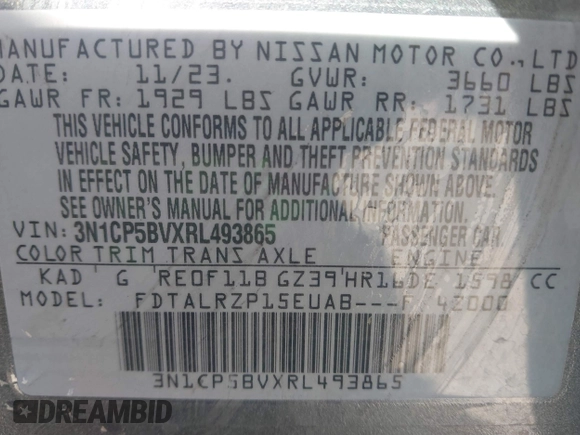 MANUFACTURED BY NISSAN MOTOR CO., LTD
DATE: 11/23. GVWR: 3660 LBS
GAWR FR: 1929 LBS GAWR RR: 1731 LBS
THIS VEHICLE CONFORMS TO ALL APPLICABLE FEDERAL MOTOR
VEHICLE SAFETY, BUMPER AND THEFT PREVENTION STANDARDS
IN EFFECT ON THE DATE OF MANUFACTURE SHOWN ABOVE.
SEE OWNER'S MANUAL FOR ADDITIONAL INFORMATION.
VIN: 3N1CP5BVXRL493865 PASSENGER CAR.
COLOR TRIM TRANS AXLE ENGINE
KAD G RE0F11B GZ39 HR16DE 1598 CC
MODEL: FDTALRZP15EUAB---F 42000
3N1CP5BVXRL493865
DREAMBID